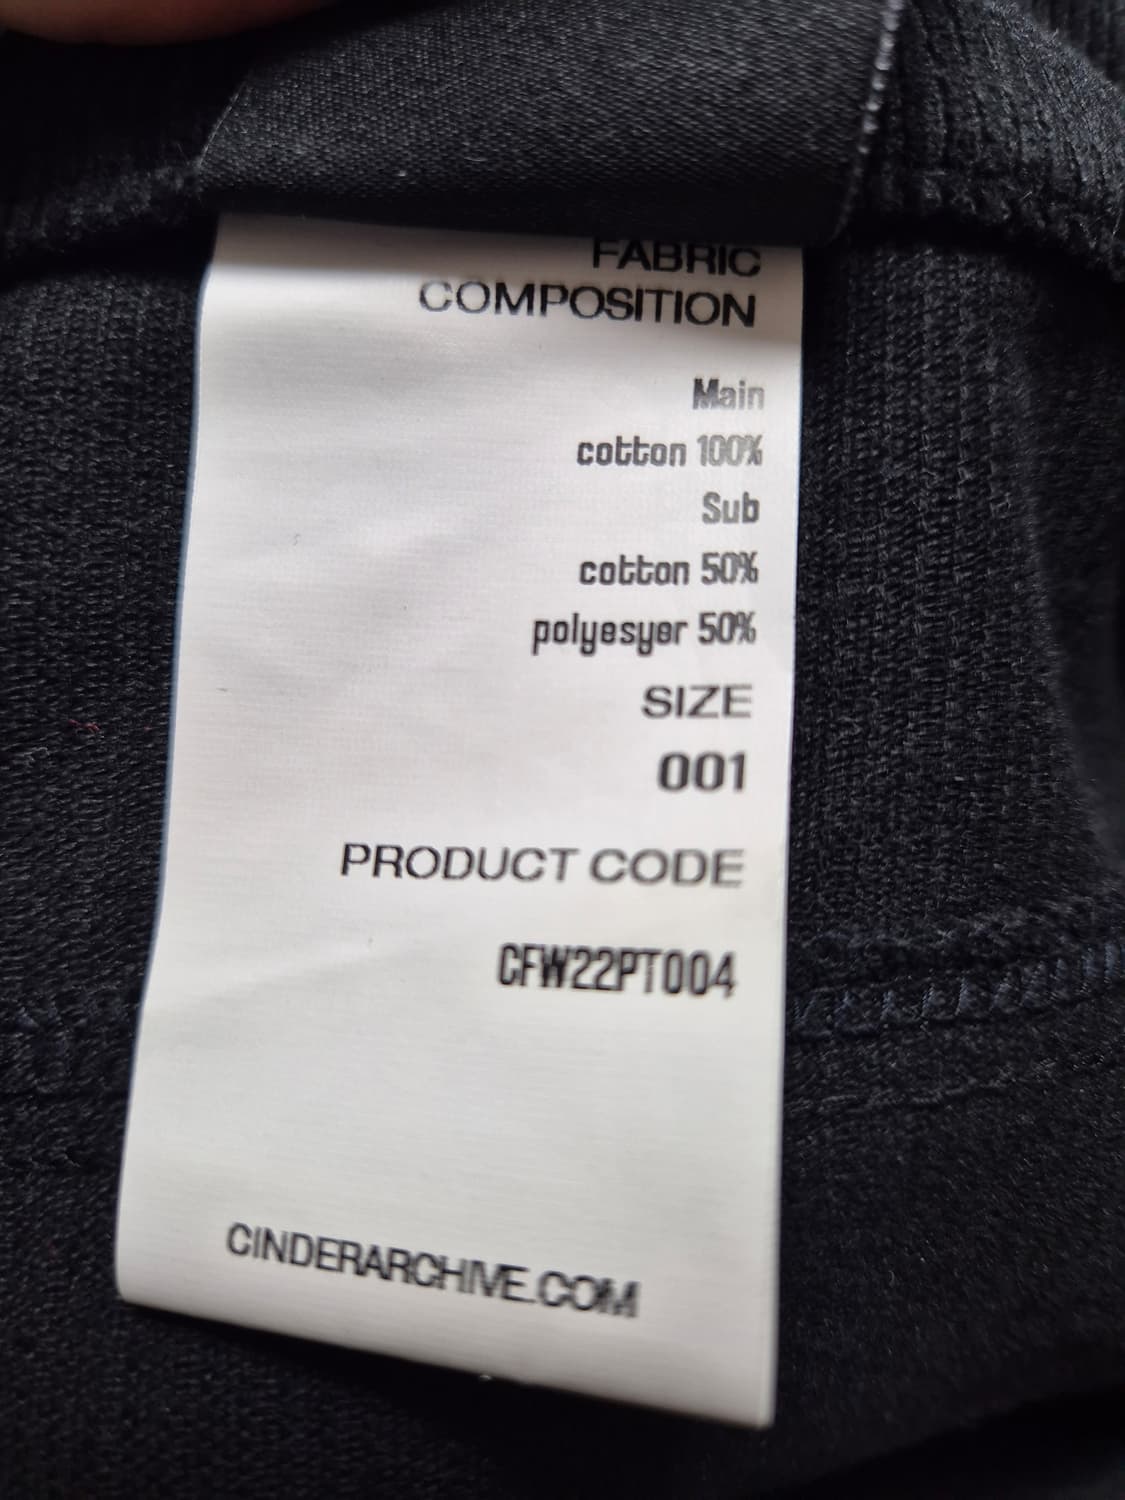 FABRIC
COMPOSITION
Main
cotton 100%
Sub
cotton 50%
polyesyer 50%
SIZE
001
PRODUCT CODE
CFW22PT004
CINDERARCHIVE.COM